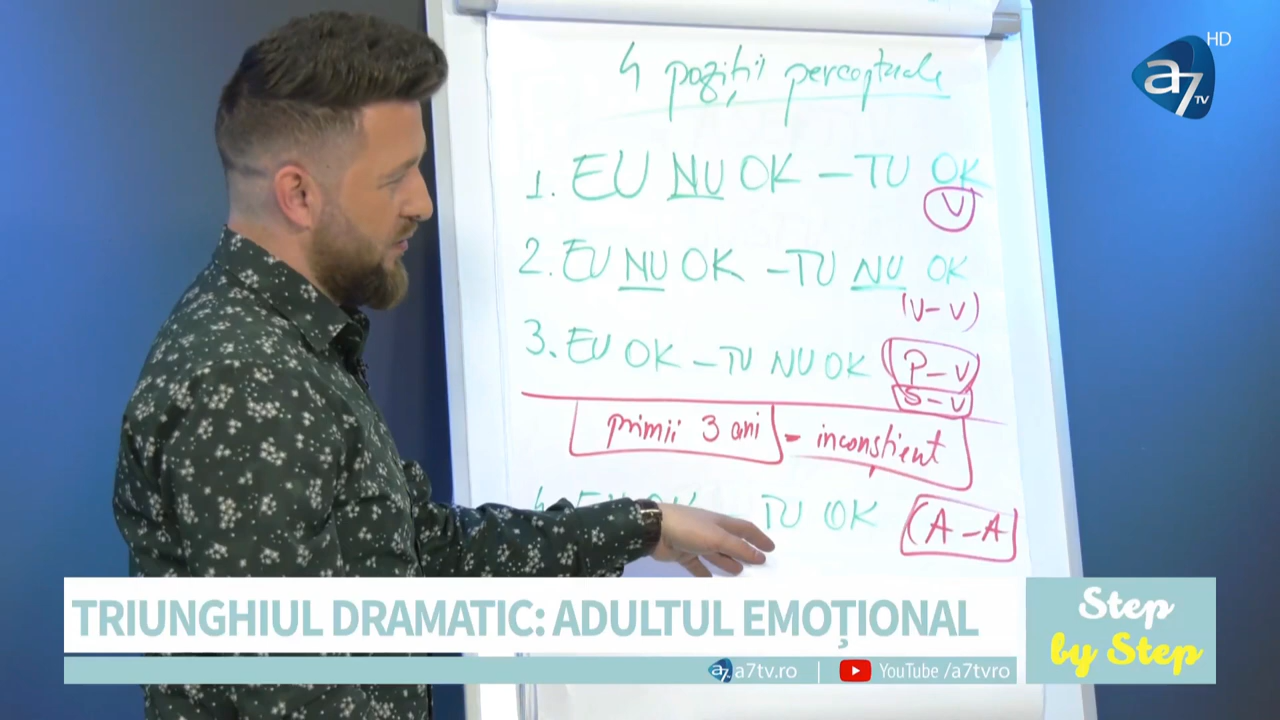 HD
a7
TV
4 poziții perceptuale
1. EU NU OK – TU OK
V
2. EU NU OK – TU NU OK
(V – V)
3. EU OK – TU NU OK
P – V
S – V
primii 3 ani – inconstient
TU OK (A – A)
TRIUNGHIUL DRAMATIC: ADULTUL EMOȚIONAL
Step
by Step
a7 a7tv.ro | YouTube /a7tvro